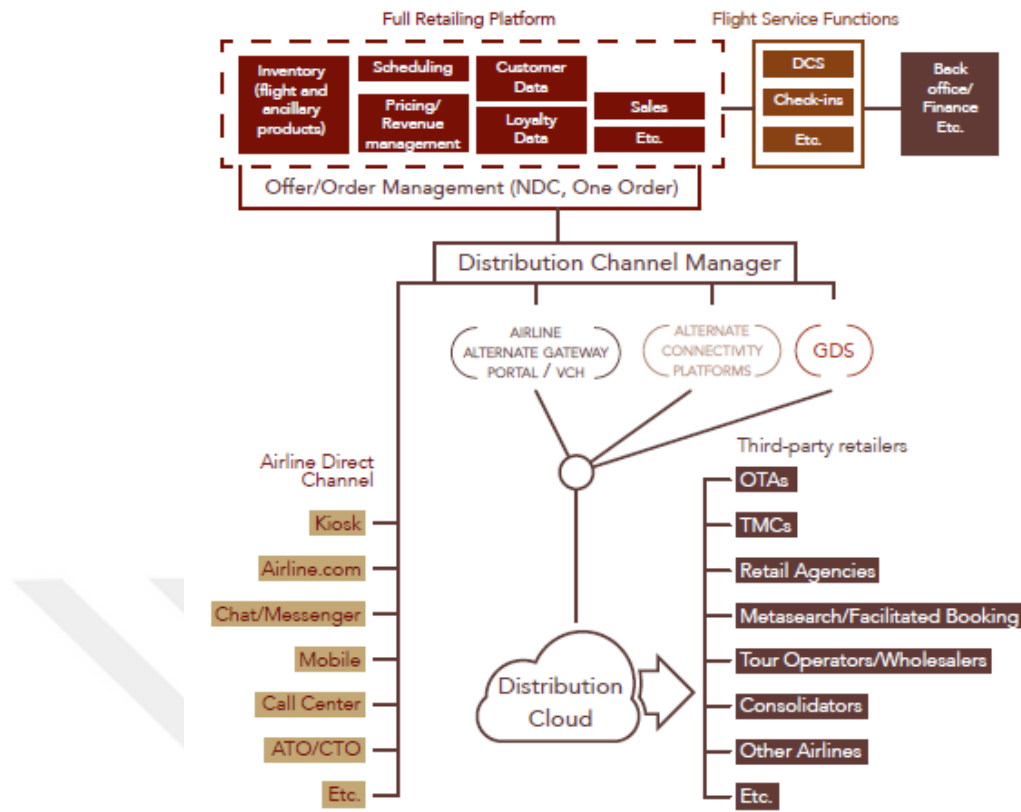 Full Retailing Platform
Flight Service Functions
Inventory
(flight and
ancillary
products)
Scheduling
Pricing/
Revenue
management
Customer
Data
Loyalty
Data
Sales
Etc.
DCS
Check-ins
Etc.
Back
office/
Finance
Etc.
Offer/Order Management (NDC, One Order)
Distribution Channel Manager
AIRLINE
ALTERNATE GATEWAY
PORTAL / VCH
ALTERNATE
CONNECTIVITY
PLATFORMS
GDS
Airline Direct
Channel
Kiosk
Airline.com
Chat/Messenger
Mobile
Call Center
ATO/CTO
Etc.
Distribution
Cloud
Third-party retailers
OTAs
TMCs
Retail Agencies
Metasearch/Facilitated Booking
Tour Operators/Wholesalers
Consolidators
Other Airlines
Etc.